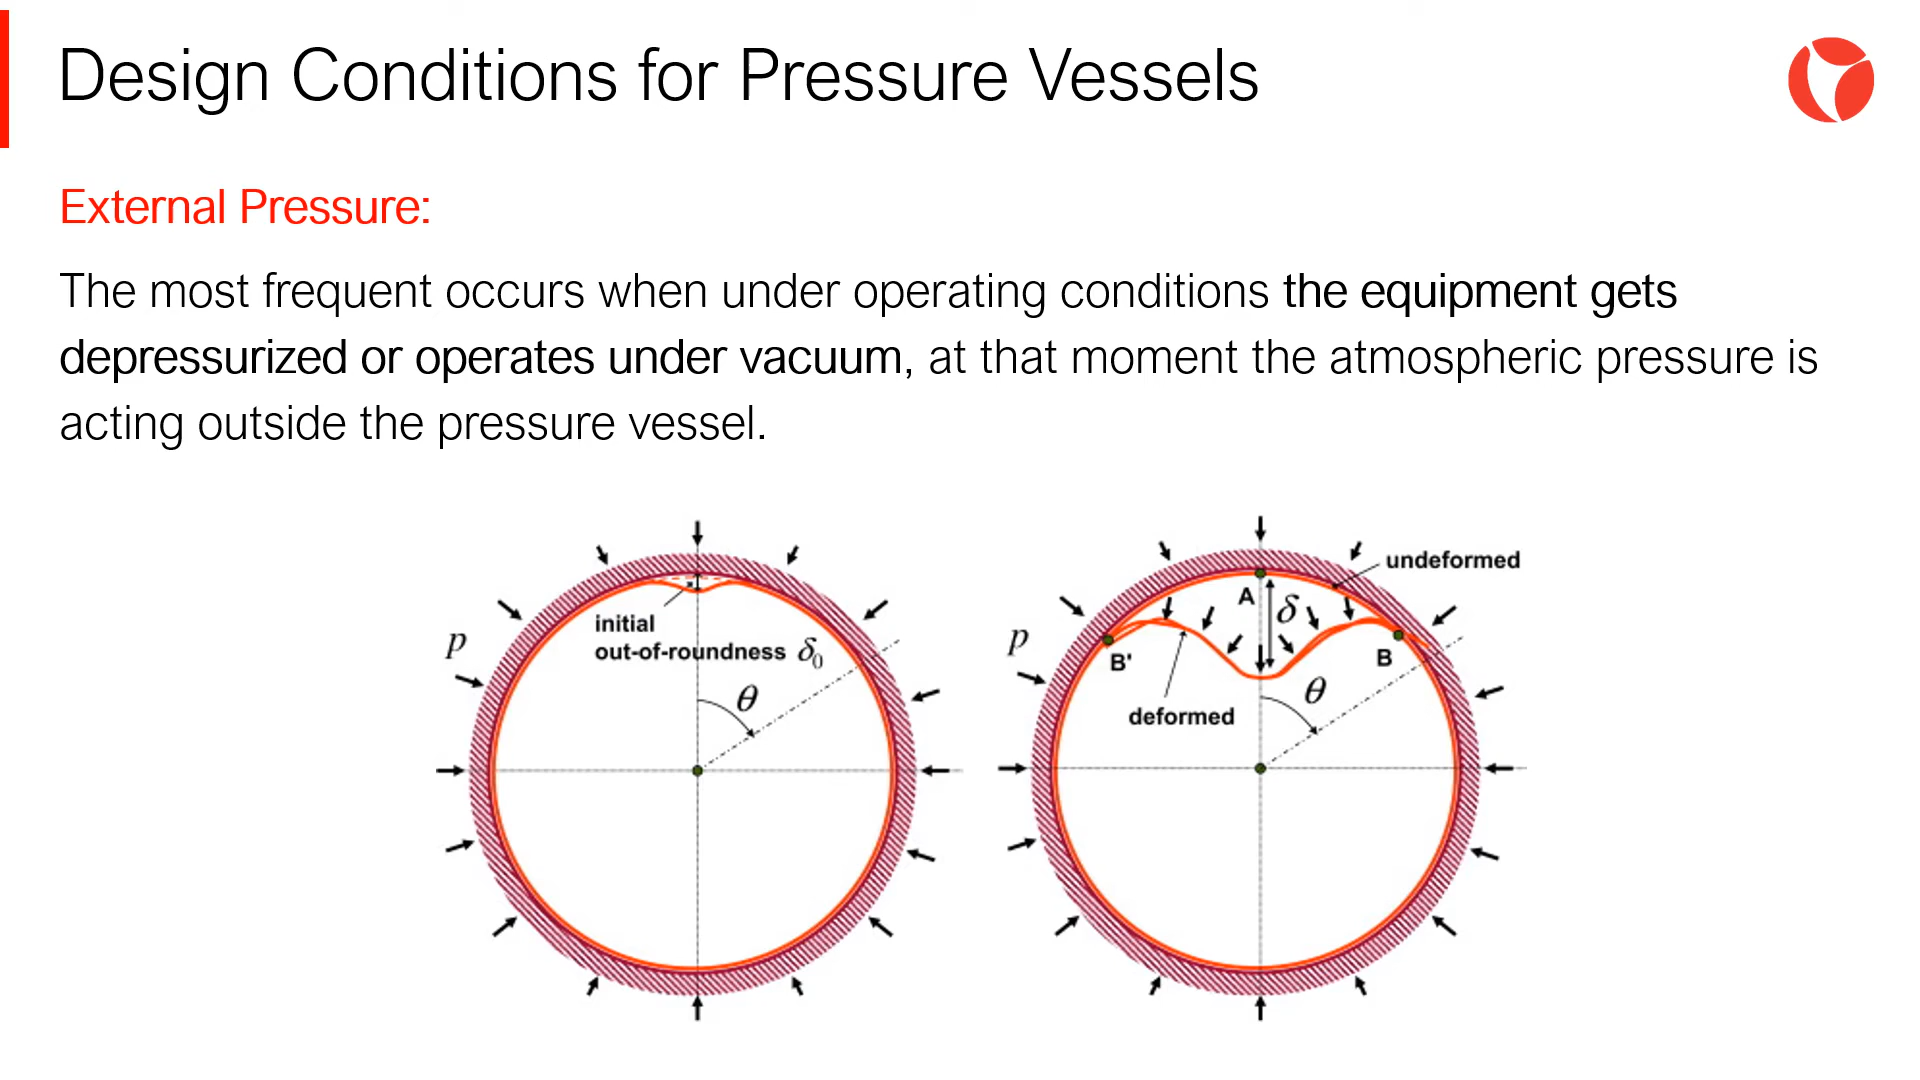 Design Conditions for Pressure Vessels
External Pressure:
The most frequent occurs when under operating conditions the equipment gets
depressurized or operates under vacuum, at that moment the atmospheric pressure is
acting outside the pressure vessel.
p
initial
out-of-roundness δ₀
θ
undeformed
A
δ
p
B'
B
θ
deformed